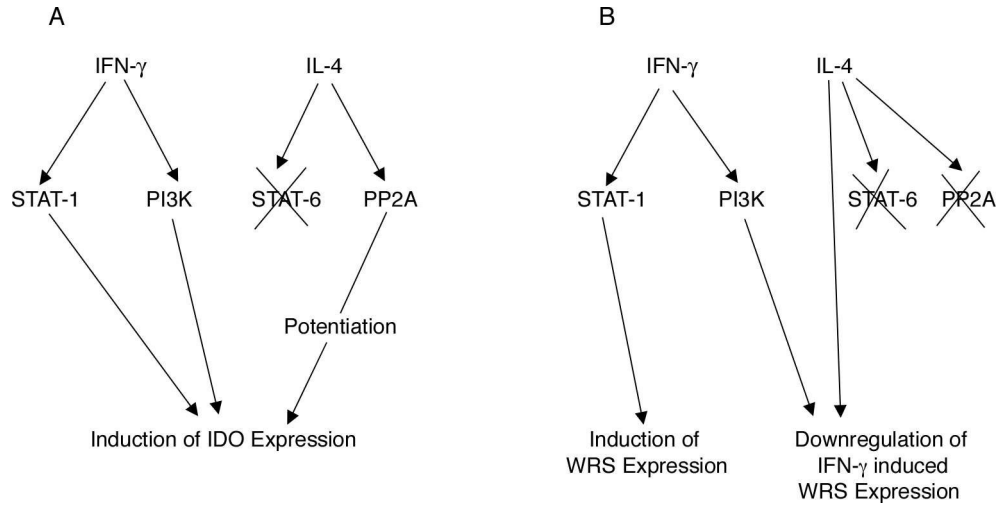 A
IFN-γ
IL-4
STAT-1
PI3K
STAT-6
PP2A
Potentiation
Induction of IDO Expression
B
IFN-γ
IL-4
STAT-1
PI3K
STAT-6
PP2A
Induction of
WRS Expression
Downregulation of
IFN-γ induced
WRS Expression